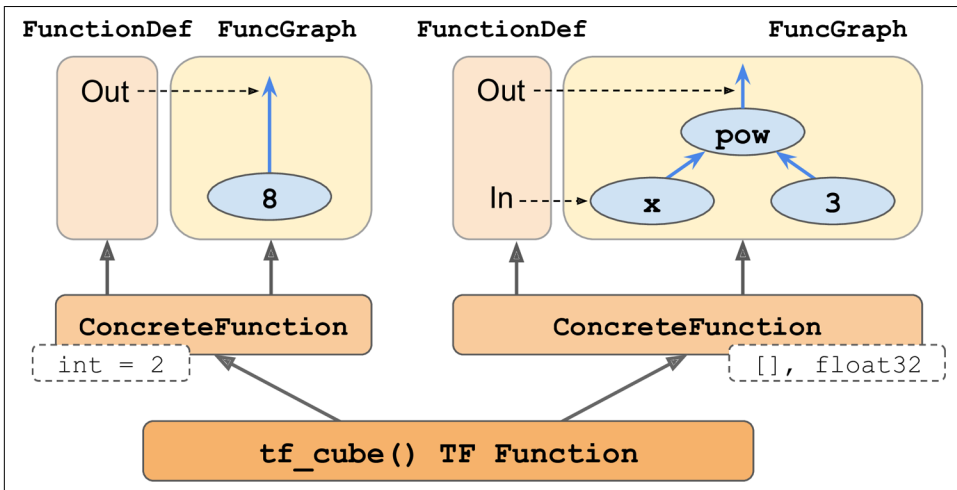 FunctionDef FuncGraph FunctionDef FuncGraph
Out Out
pow
8 In x 3
ConcreteFunction ConcreteFunction
int = 2 [], float32
tf_cube() TF Function